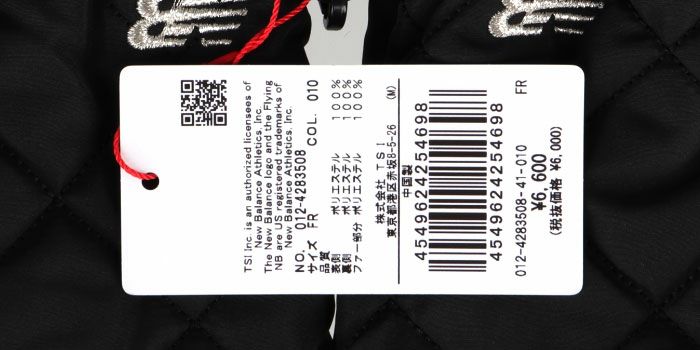 TSI Inc. is an authorized licensees of
New Balance Athletics, Inc.
The New Balance logo and the Flying
NB are US registered trademarks of
New Balance Athletics, Inc.
NO. 012-4283508 COL. 010
サイズ FR
品質
表側 ポリエステル 100%
裏側 ポリエステル 100%
ファー部分 ポリエステル 100%
株式会社 TSI
東京都港区赤坂8-5-26 (M)
中国製
4549624254698
4549624254698
FR
012-4283508-41-010
¥6,600
(税抜価格 ¥6,000)